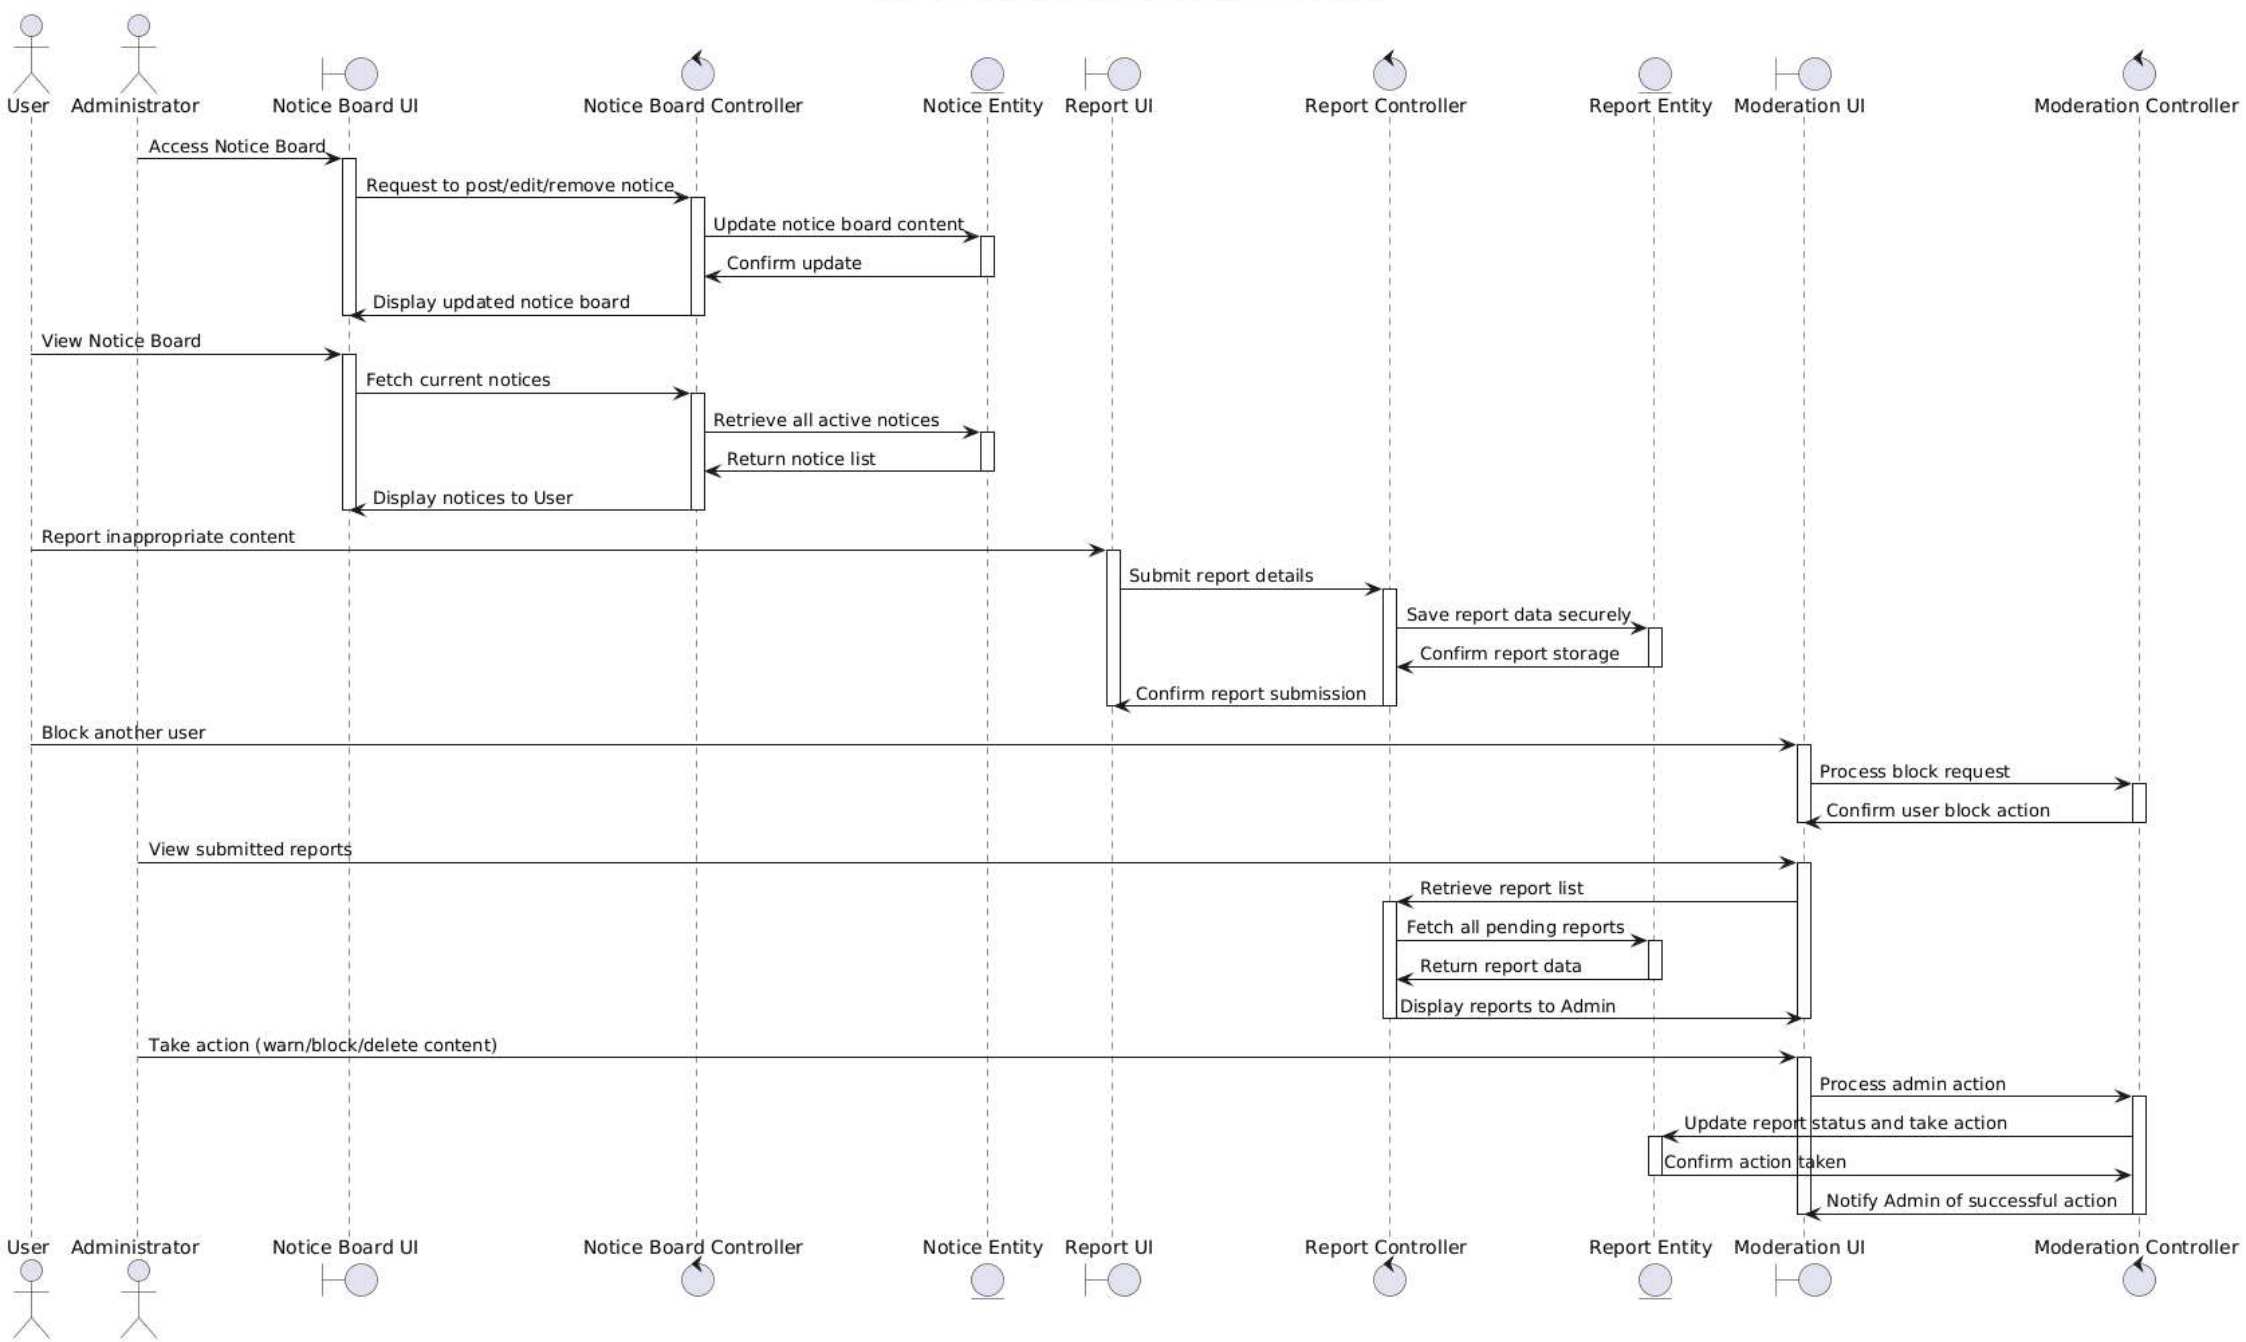 User
Administrator
Notice Board UI
Notice Board Controller
Notice Entity
Report UI
Report Controller
Report Entity
Moderation UI
Moderation Controller
Access Notice Board
Request to post/edit/remove notice
Update notice board content
Confirm update
Display updated notice board
View Notice Board
Fetch current notices
Retrieve all active notices
Return notice list
Display notices to User
Report inappropriate content
Submit report details
Save report data securely
Confirm report storage
Confirm report submission
Block another user
Process block request
Confirm user block action
View submitted reports
Retrieve report list
Fetch all pending reports
Return report data
Display reports to Admin
Take action (warn/block/delete content)
Process admin action
Update report status and take action
Confirm action taken
Notify Admin of successful action
User
Administrator
Notice Board UI
Notice Board Controller
Notice Entity
Report UI
Report Controller
Report Entity
Moderation UI
Moderation Controller